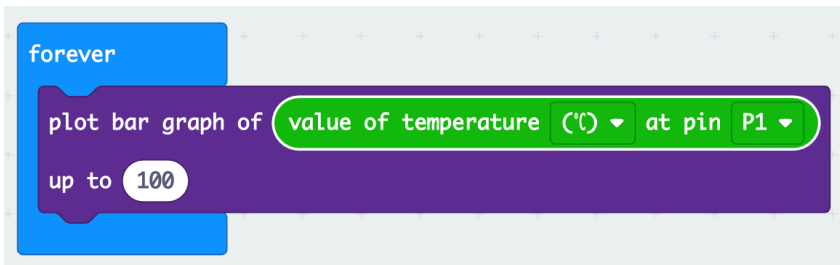 forever
plot bar graph of value of temperature (℃) at pin P1
up to 100